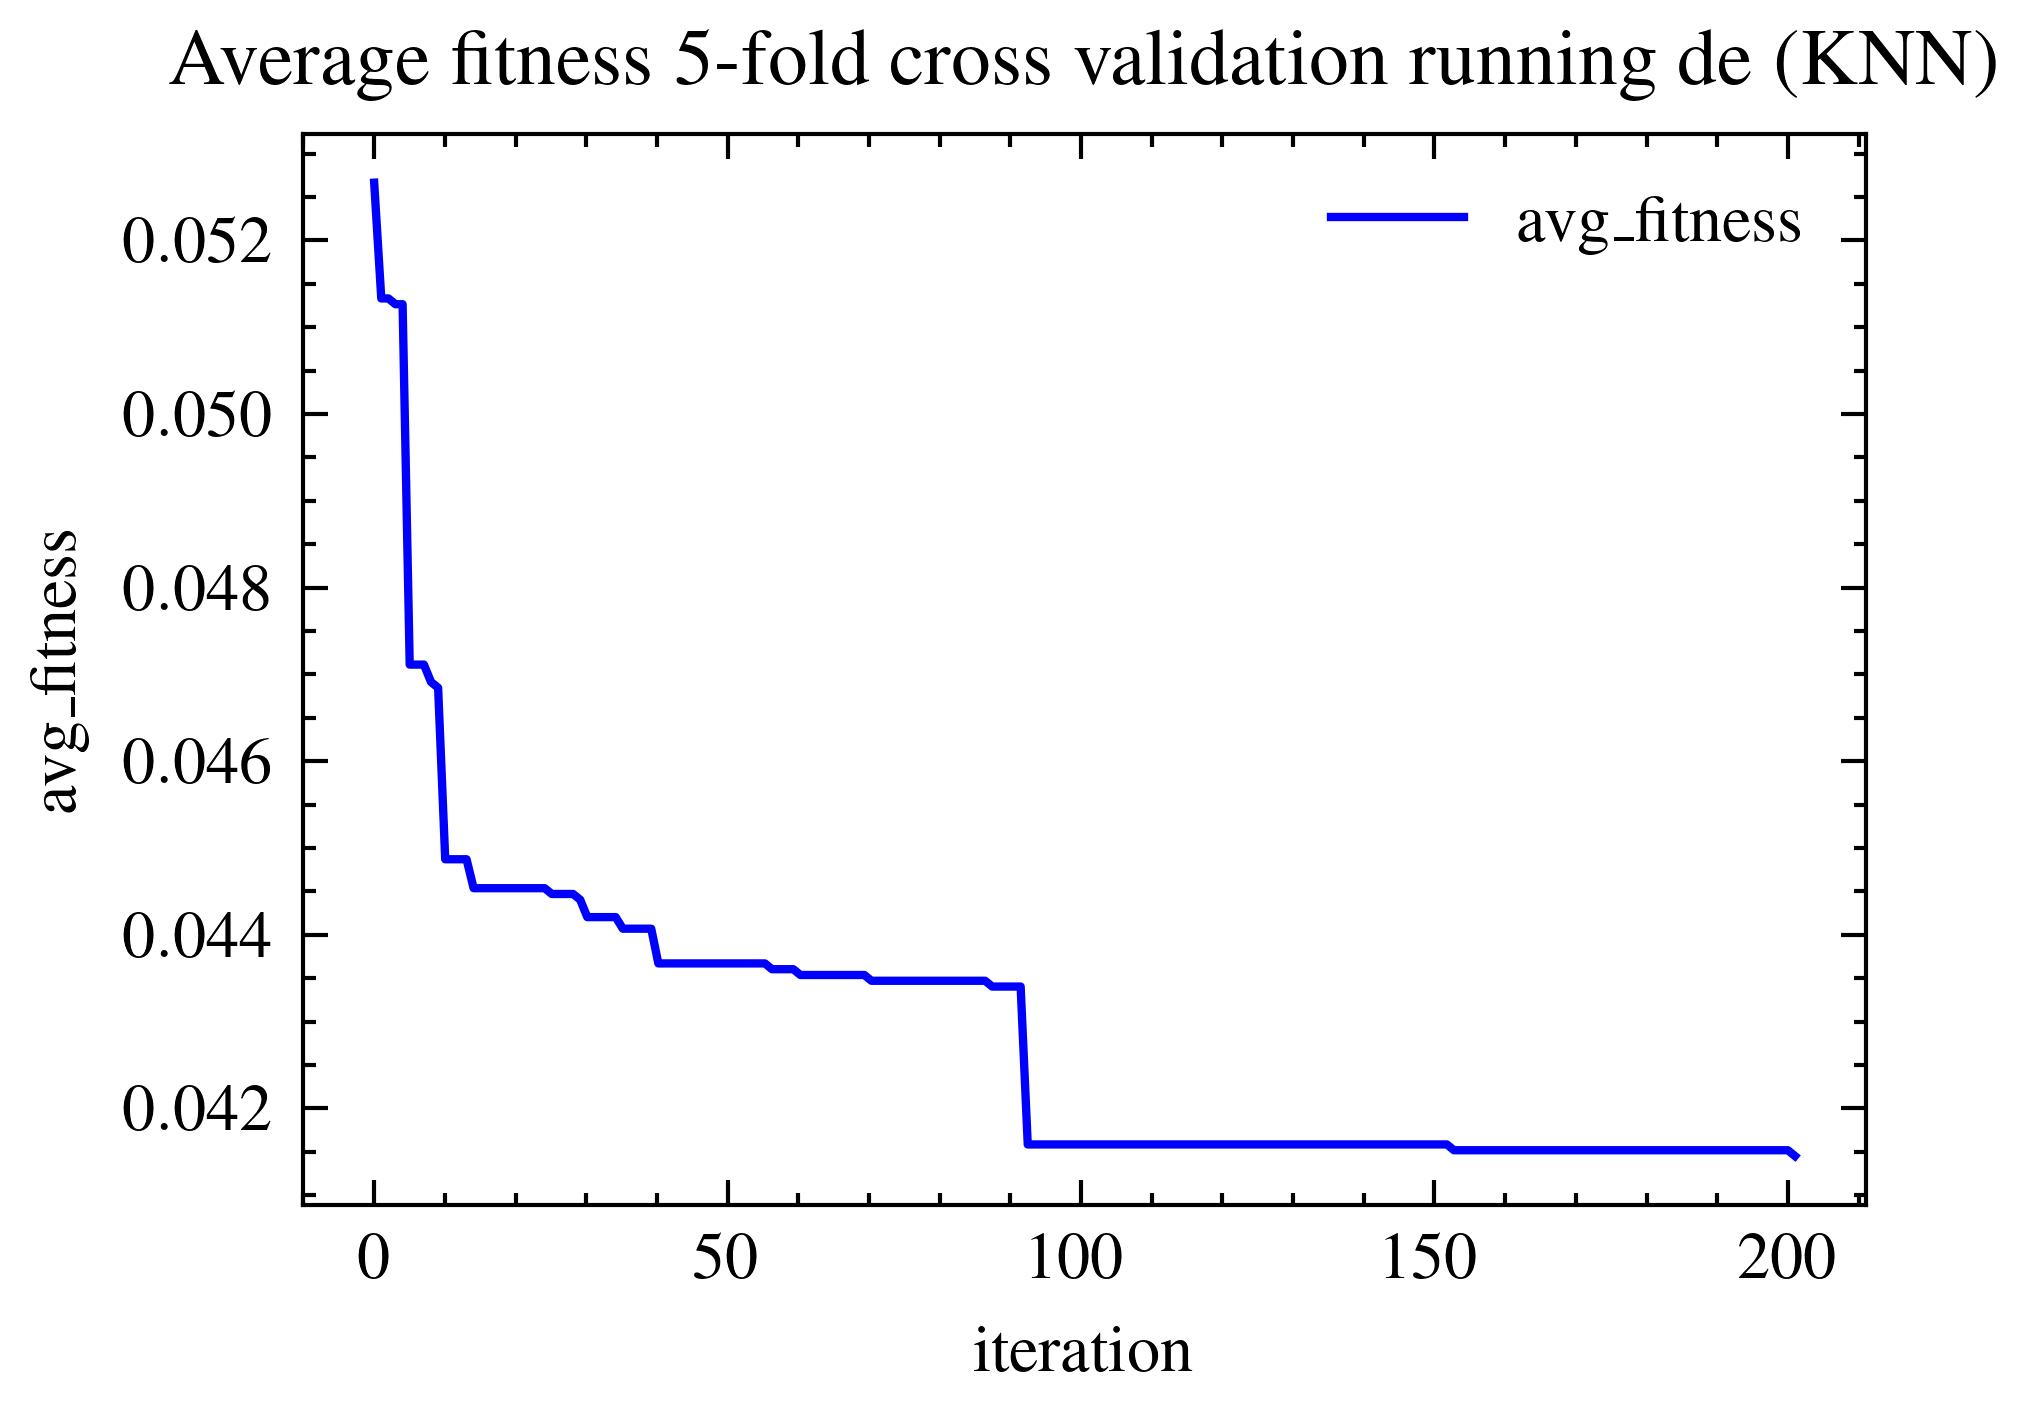 Average fitness 5-fold cross validation running de (KNN)
avg_fitness
0.052
0.050
0.048
0.046
0.044
0.042
avg_fitness
0 50 100 150 200
iteration